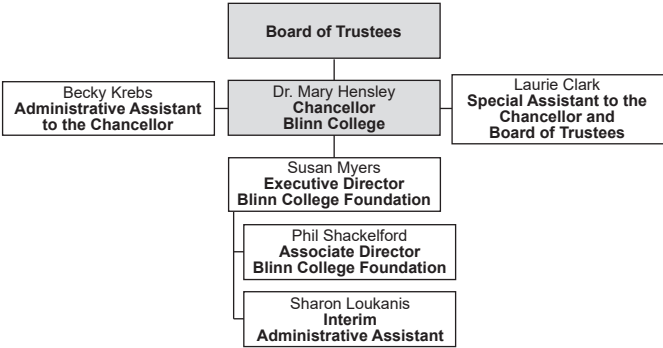 Board of Trustees
Becky Krebs
Administrative Assistant
to the Chancellor
Dr. Mary Hensley
Chancellor
Blinn College
Laurie Clark
Special Assistant to the
Chancellor and
Board of Trustees
Susan Myers
Executive Director
Blinn College Foundation
Phil Shackelford
Associate Director
Blinn College Foundation
Sharon Loukanis
Interim
Administrative Assistant